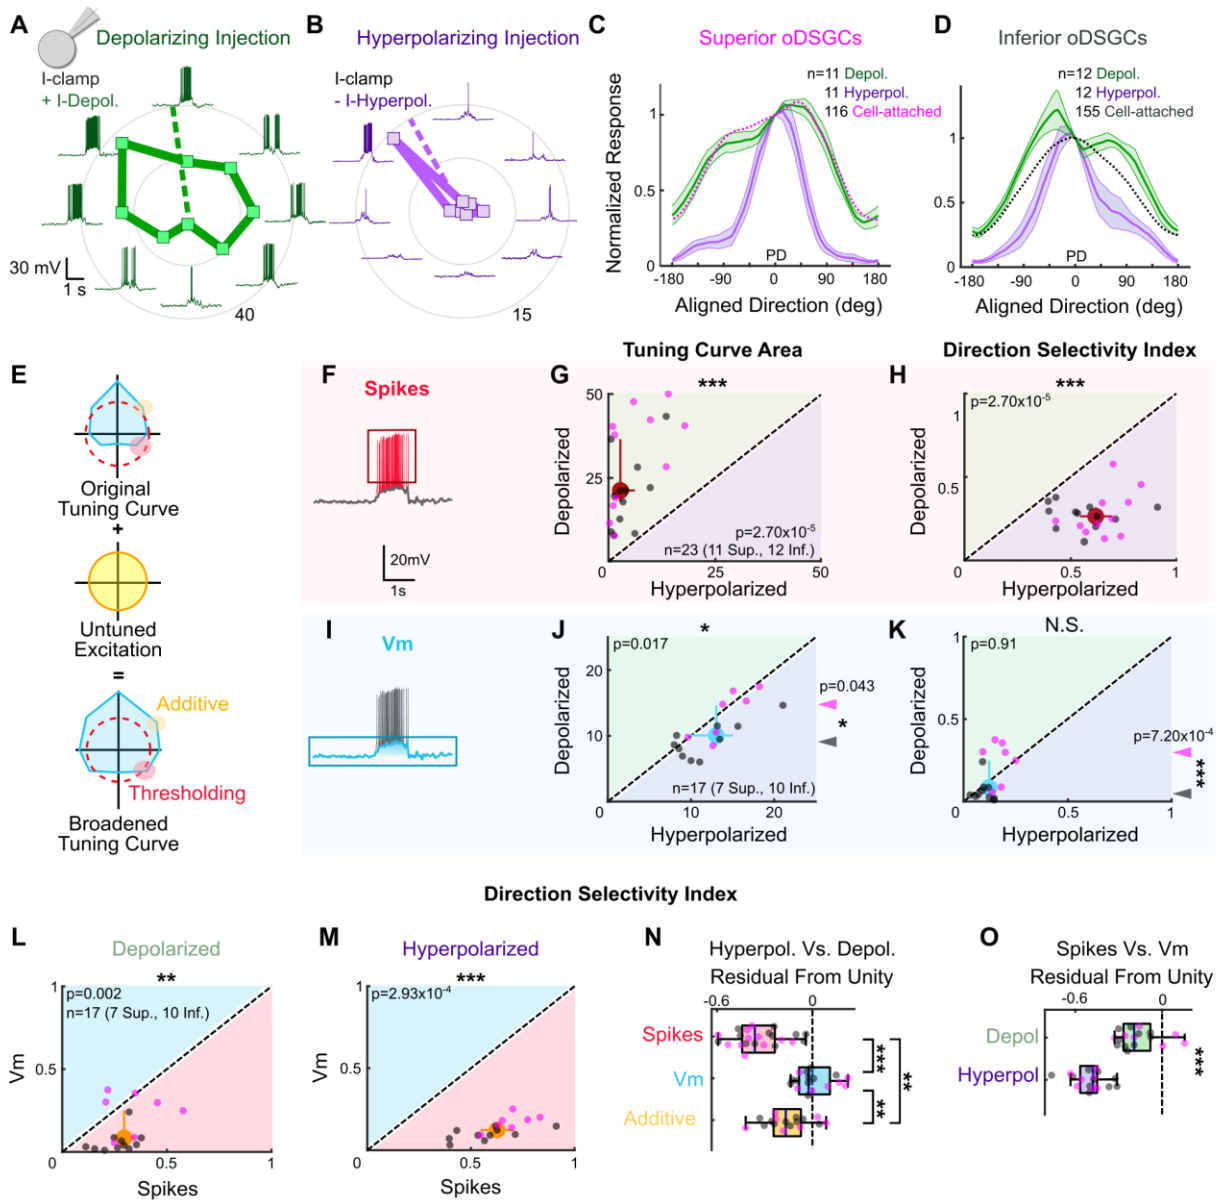 A
Depolarizing Injection
I-clamp
+ I-Depol.
30 mV
1 s
40
B
Hyperpolarizing Injection
I-clamp
- I-Hyperpol.
15
C
Superior oDSGCs
n=11 Depol.
11 Hyperpol.
116 Cell-attached
Normalized Response
1
0.5
0
PD
-180
-90
0
90
180
Aligned Direction (deg)
D
Inferior oDSGCs
n=12 Depol.
12 Hyperpol.
155 Cell-attached
1
0.5
0
PD
-180
-90
0
90
180
Aligned Direction (deg)
E
Original
Tuning Curve
+
Untuned
Excitation
=
Additive
Thresholding
Broadened
Tuning Curve
Tuning Curve Area
Direction Selectivity Index
F
Spikes
20mV
1s
G
***
50
25
0
Depolarized
p=2.70x10-5
n=23 (11 Sup., 12 Inf.)
25
50
Hyperpolarized
H
***
p=2.70x10-5
1
0.5
0
Depolarized
0.5
1
Hyperpolarized
I
Vm
J
*
p=0.017
20
10
0
Depolarized
p=0.043
*
n=17 (7 Sup., 10 Inf.)
10
20
Hyperpolarized
K
N.S.
1
p=0.91
0.5
0
Depolarized
p=7.20x10-4
***
0.5
1
Hyperpolarized
Direction Selectivity Index
L
Depolarized
**
1
p=0.002
n=17 (7 Sup., 10 Inf.)
Vm
0.5
0
0.5
1
Spikes
M
Hyperpolarized
***
1
p=2.93x10-4
Vm
0.5
0
0.5
1
Spikes
N
Hyperpol. Vs. Depol.
Residual From Unity
-0.6
0
Spikes
Vm
Additive
***
**
**
O
Spikes Vs. Vm
Residual From Unity
-0.6
0
Depol
Hyperpol
***